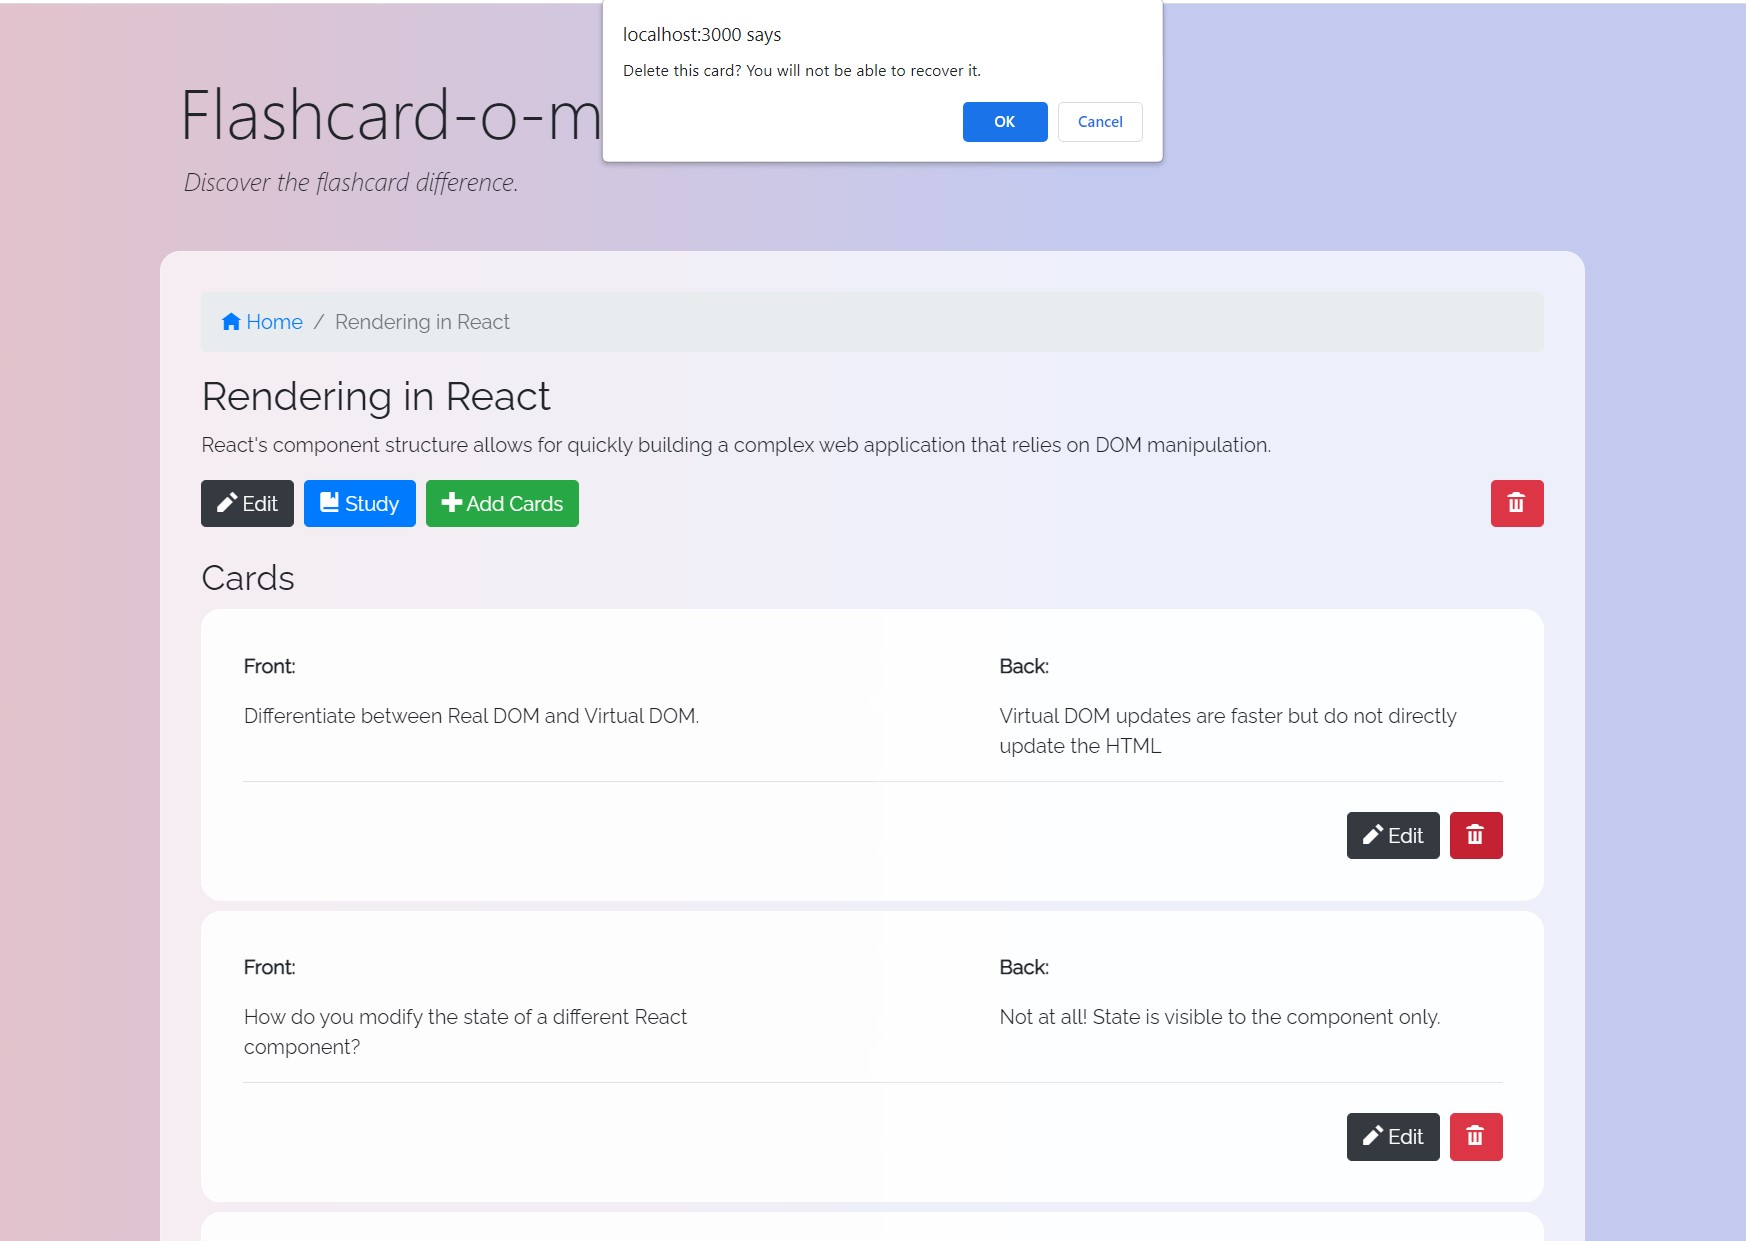 localhost:3000 says
Delete this card? You will not be able to recover it.
OK Cancel
Flashcard-o-m
Discover the flashcard difference.
Home / Rendering in React
Rendering in React
React's component structure allows for quickly building a complex web application that relies on DOM manipulation.
Edit Study Add Cards
Cards
Front:
Differentiate between Real DOM and Virtual DOM.
Back:
Virtual DOM updates are faster but do not directly
update the HTML
Edit
Front:
How do you modify the state of a different React
component?
Back:
Not at all! State is visible to the component only.
Edit